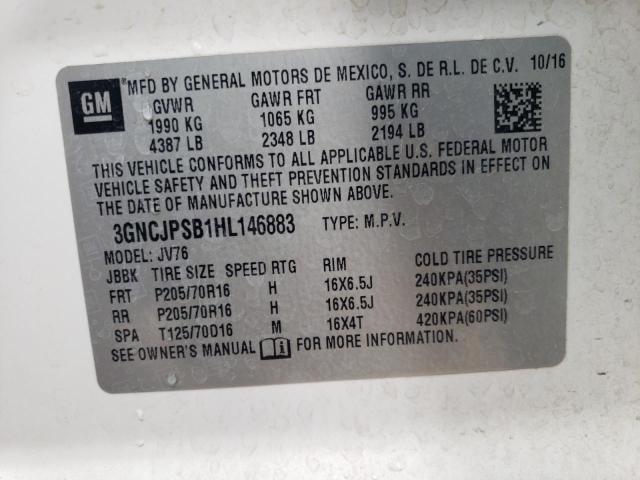 GM
®MFD BY GENERAL MOTORS DE MEXICO, S. DE R.L. DE C.V. 10/16
GVWR GAWR FRT GAWR RR
1990 KG 1065 KG 995 KG
4387 LB 2348 LB 2194 LB
THIS VEHICLE CONFORMS TO ALL APPLICABLE U.S. FEDERAL MOTOR
VEHICLE SAFETY AND THEFT PREVENTION STANDARDS IN EFFECT ON
THE DATE OF MANUFACTURE SHOWN ABOVE.
3GNCJPSB1HL146883 TYPE: M.P.V.
MODEL: JV76
JBBK TIRE SIZE SPEED RTG RIM COLD TIRE PRESSURE
FRT P205/70R16 H 16X6.5J 240KPA(35PSI)
RR P205/70R16 H 16X6.5J 240KPA(35PSI)
SPA T125/70D16 M 16X4T 420KPA(60PSI)
SEE OWNER'S MANUAL FOR MORE INFORMATION.